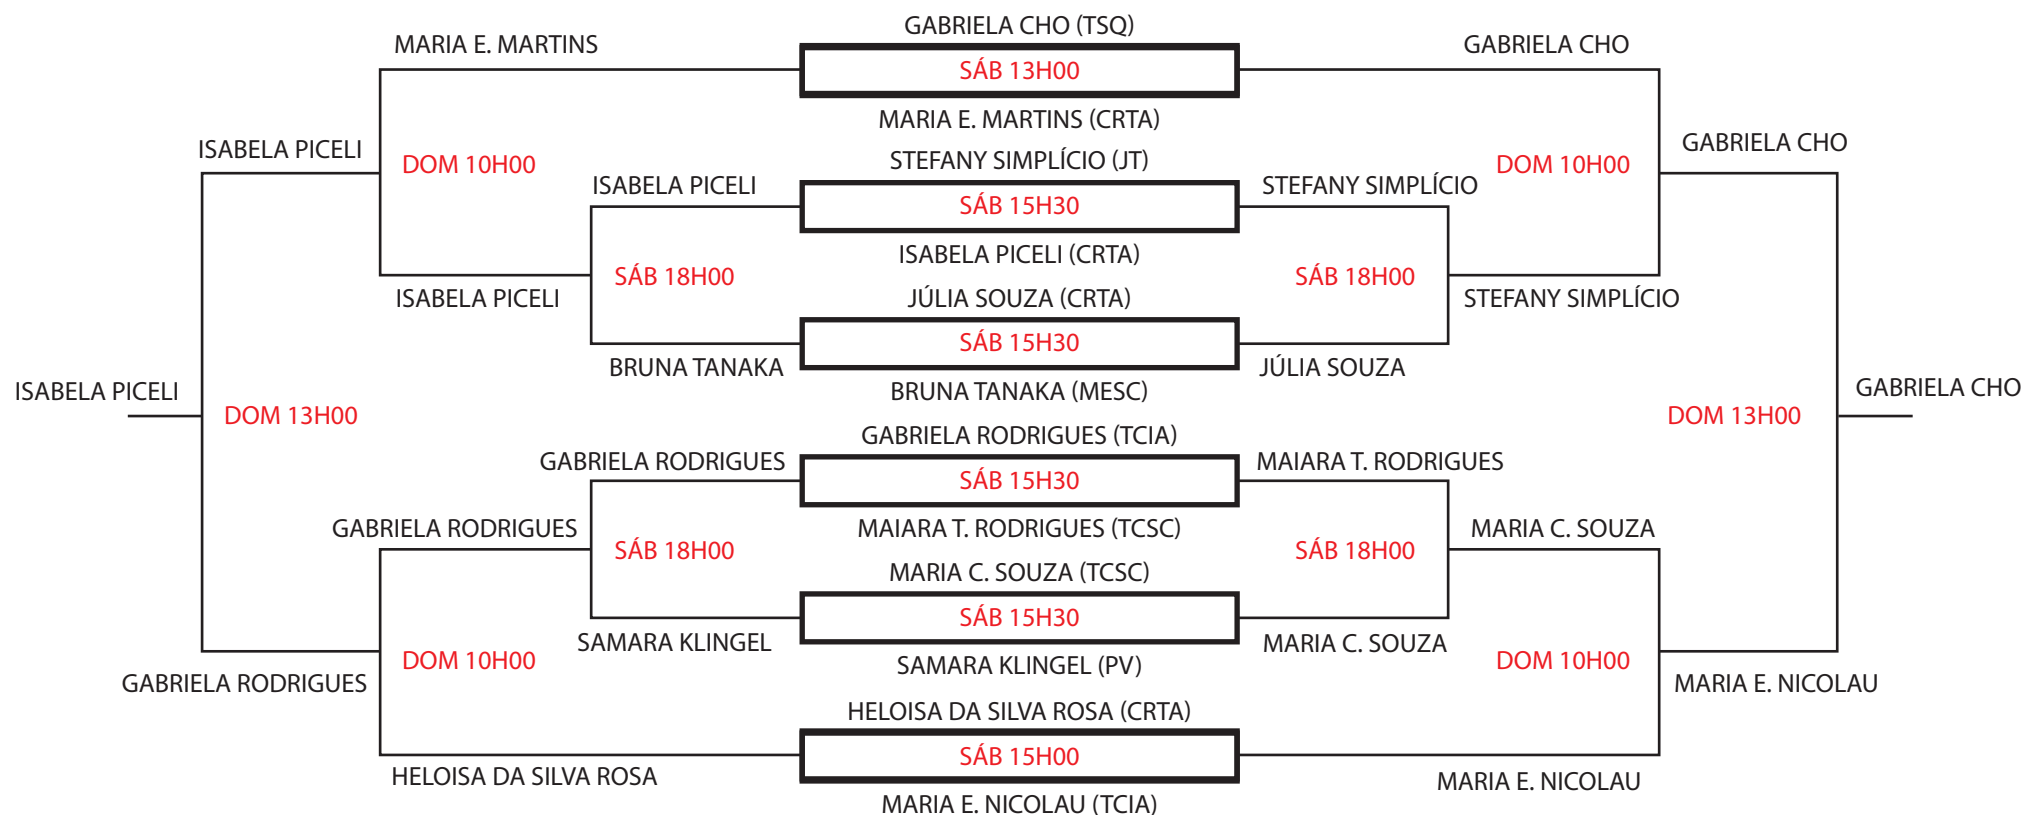 GABRIELA CHO (TSQ)
MARIA E. MARTINS
SÁB 13H00
GABRIELA CHO
MARIA E. MARTINS (CRTA)
ISABELA PICELI
DOM 10H00
STEFANY SIMPLÍCIO (JT)
DOM 10H00
GABRIELA CHO
ISABELA PICELI
SÁB 15H30
STEFANY SIMPLÍCIO
ISABELA PICELI (CRTA)
SÁB 18H00
SÁB 18H00
ISABELA PICELI
JÚLIA SOUZA (CRTA)
STEFANY SIMPLÍCIO
SÁB 15H30
BRUNA TANAKA
JÚLIA SOUZA
BRUNA TANAKA (MESC)
ISABELA PICELI
GABRIELA CHO
DOM 13H00
DOM 13H00
GABRIELA RODRIGUES (TCIA)
GABRIELA RODRIGUES
SÁB 15H30
MAIARA T. RODRIGUES
MAIARA T. RODRIGUES (TCSC)
GABRIELA RODRIGUES
SÁB 18H00
SÁB 18H00
MARIA C. SOUZA
MARIA C. SOUZA (TCSC)
SÁB 15H30
SAMARA KLINGEL
MARIA C. SOUZA
SAMARA KLINGEL (PV)
DOM 10H00
DOM 10H00
GABRIELA RODRIGUES
MARIA E. NICOLAU
HELOISA DA SILVA ROSA (CRTA)
SÁB 15H00
HELOISA DA SILVA ROSA
MARIA E. NICOLAU
MARIA E. NICOLAU (TCIA)